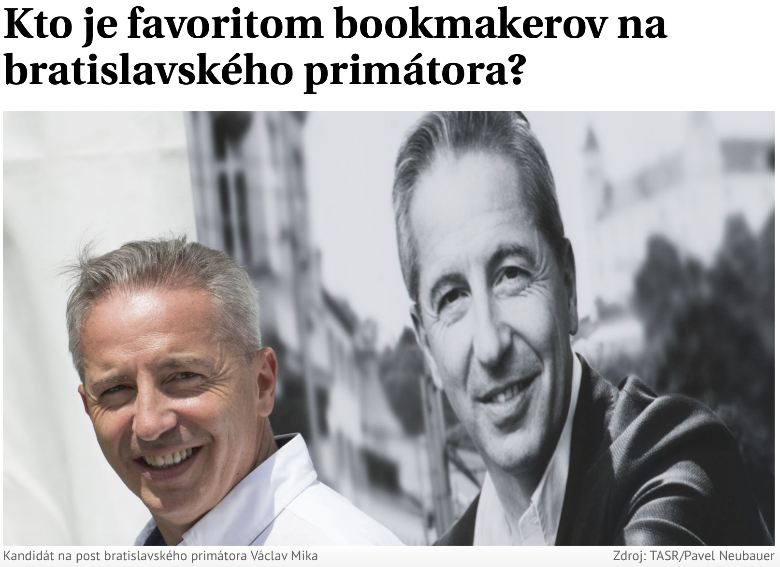 Kto je favoritom bookmakerov na
bratislavského primátora?
Kandidát na post bratislavského primátora Václav Mika
Zdroj: TASR/Pavel Neubauer